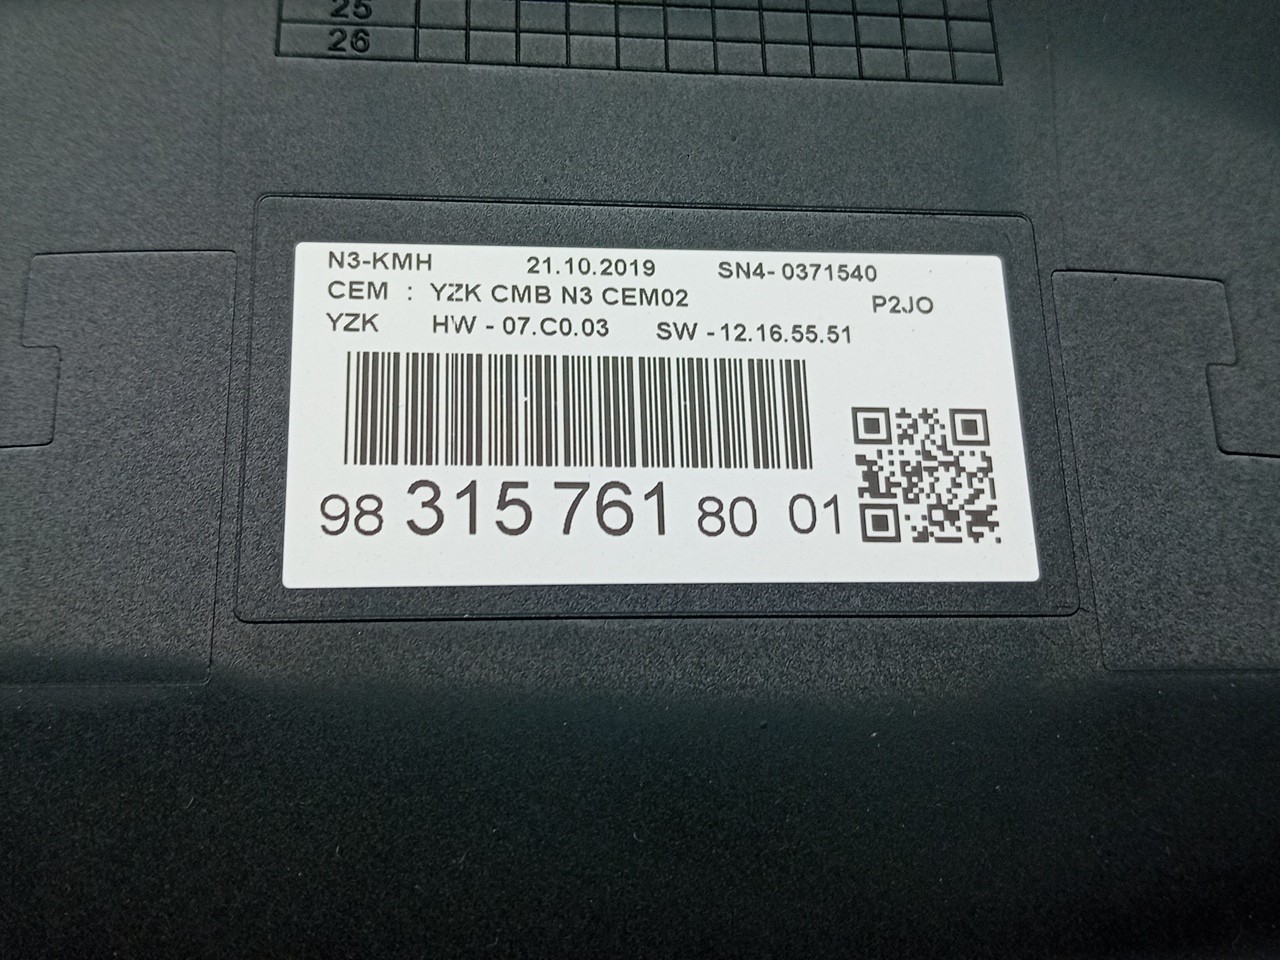 25
26
N3-KMH 21.10.2019 SN4- 0371540
CEM : YZK CMB N3 CEM02 P2JO
YZK HW - 07.C0.03 SW -12.16.55.51
98 315 761 80 01